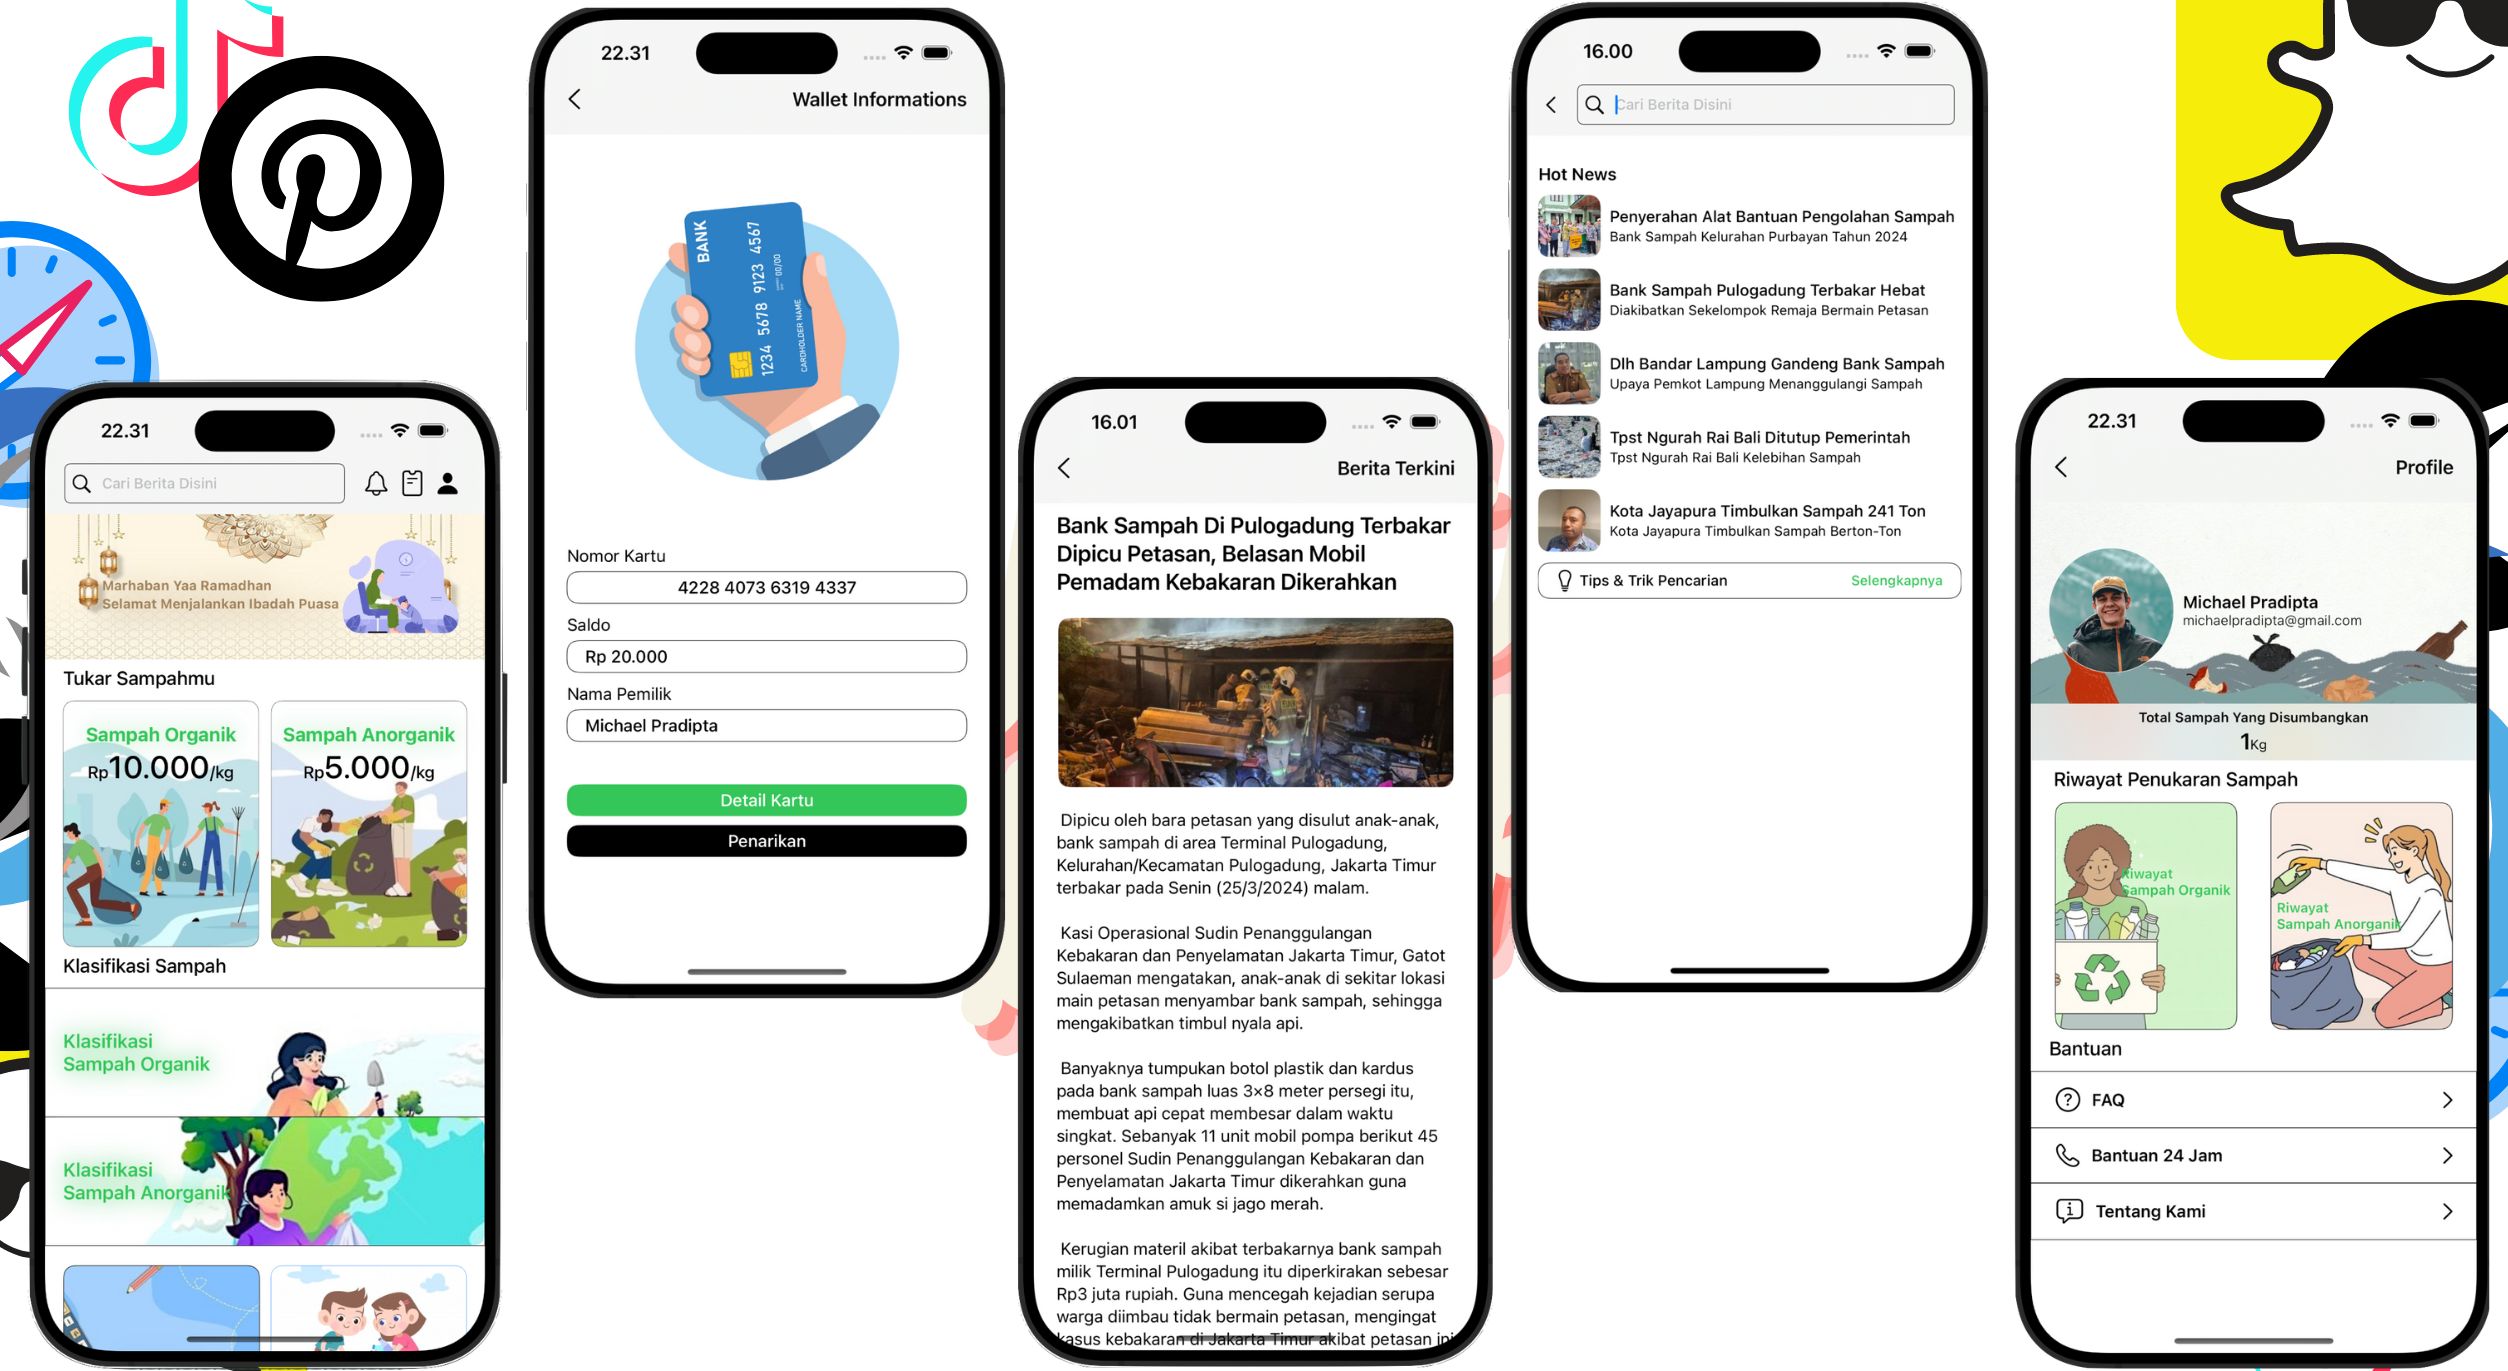 22.31
Cari Berita Disini
Marhaban Yaa Ramadhan
Selamat Menjalankan Ibadah Puasa
Tukar Sampahmu
Sampah Organik
Rp10.000/kg
Sampah Anorganik
Rp5.000/kg
Klasifikasi Sampah
Klasifikasi
Sampah Organik
Klasifikasi
Sampah Anorganik
22.31
Wallet Informations
BANK
1234 5678 9123 4567
00/00
CARDHOLDER NAME
Nomor Kartu
4228 4073 6319 4337
Saldo
Rp 20.000
Nama Pemilik
Michael Pradipta
Detail Kartu
Penarikan
16.01
Berita Terkini
Bank Sampah Di Pulogadung Terbakar
Dipicu Petasan, Belasan Mobil
Pemadam Kebakaran Dikerahkan
Dipicu oleh bara petasan yang disulut anak-anak,
bank sampah di area Terminal Pulogadung,
Kelurahan/Kecamatan Pulogadung, Jakarta Timur
terbakar pada Senin (25/3/2024) malam.
Kasi Operasional Sudin Penanggulangan
Kebakaran dan Penyelamatan Jakarta Timur, Gatot
Sulaeman mengatakan, anak-anak di sekitar lokasi
main petasan menyambar bank sampah, sehingga
mengakibatkan timbul nyala api.
Banyaknya tumpukan botol plastik dan kardus
pada bank sampah luas 3×8 meter persegi itu,
membuat api cepat membesar dalam waktu
singkat. Sebanyak 11 unit mobil pompa berikut 45
personel Sudin Penanggulangan Kebakaran dan
Penyelamatan Jakarta Timur dikerahkan guna
memadamkan amuk si jago merah.
Kerugian materil akibat terbakarnya bank sampah
milik Terminal Pulogadung itu diperkirakan sebesar
Rp3 juta rupiah. Guna mencegah kejadian serupa
warga diimbau tidak bermain petasan, mengingat
kasus kebakaran di Jakarta Timur akibat petasan ini
16.00
Cari Berita Disini
Hot News
Penyerahan Alat Bantuan Pengolahan Sampah
Bank Sampah Kelurahan Purbayan Tahun 2024
Bank Sampah Pulogadung Terbakar Hebat
Diakibatkan Sekelompok Remaja Bermain Petasan
Dlh Bandar Lampung Gandeng Bank Sampah
Upaya Pemkot Lampung Menanggulangi Sampah
Tpst Ngurah Rai Bali Ditutup Pemerintah
Tpst Ngurah Rai Bali Kelebihan Sampah
Kota Jayapura Timbulkan Sampah 241 Ton
Kota Jayapura Timbulkan Sampah Berton-Ton
Tips & Trik Pencarian
Selengkapnya
22.31
Profile
Michael Pradipta
michaelpradipta@gmail.com
Total Sampah Yang Disumbangkan
1Kg
Riwayat Penukaran Sampah
Riwayat
Sampah Organik
Riwayat
Sampah Anorganik
Bantuan
FAQ
Bantuan 24 Jam
Tentang Kami